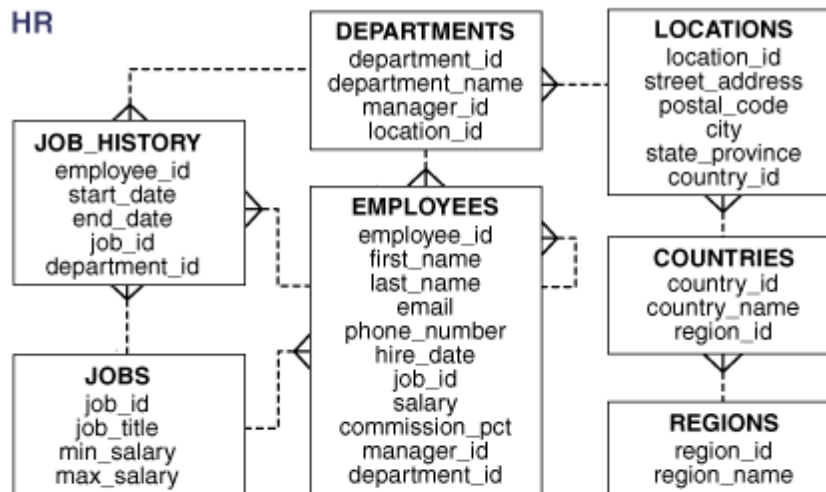 HR
DEPARTMENTS
department_id
department_name
manager_id
location_id
LOCATIONS
location_id
street_address
postal_code
city
state_province
country_id
JOB_HISTORY
employee_id
start_date
end_date
job_id
department_id
EMPLOYEES
employee_id
first_name
last_name
email
phone_number
hire_date
job_id
salary
commission_pct
manager_id
department_id
COUNTRIES
country_id
country_name
region_id
JOBS
job_id
job_title
min_salary
max_salary
REGIONS
region_id
region_name